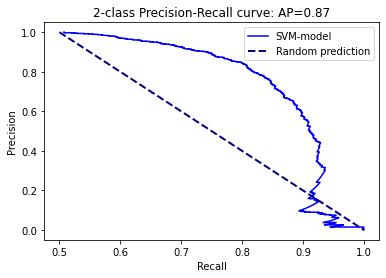 2-class Precision-Recall curve: AP=0.87
SVM-model
Random prediction
Precision
1.0
0.8
0.6
0.4
0.2
0.0
0.5
0.6
0.7
0.8
0.9
1.0
Recall